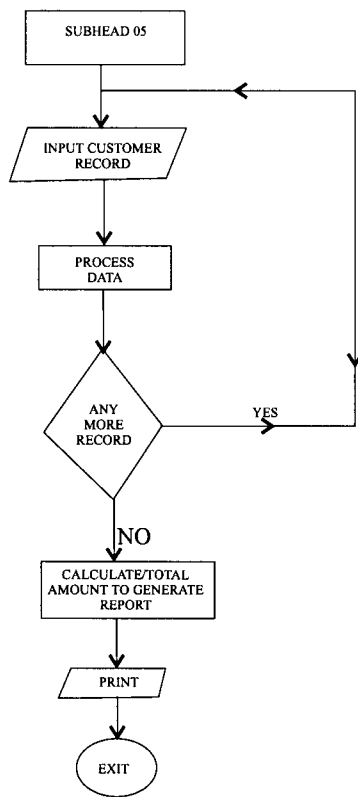 SUBHEAD 05
INPUT CUSTOMER
RECORD
PROCESS
DATA
ANY
MORE
RECORD
YES
NO
CALCULATE/TOTAL
AMOUNT TO GENERATE
REPORT
PRINT
EXIT